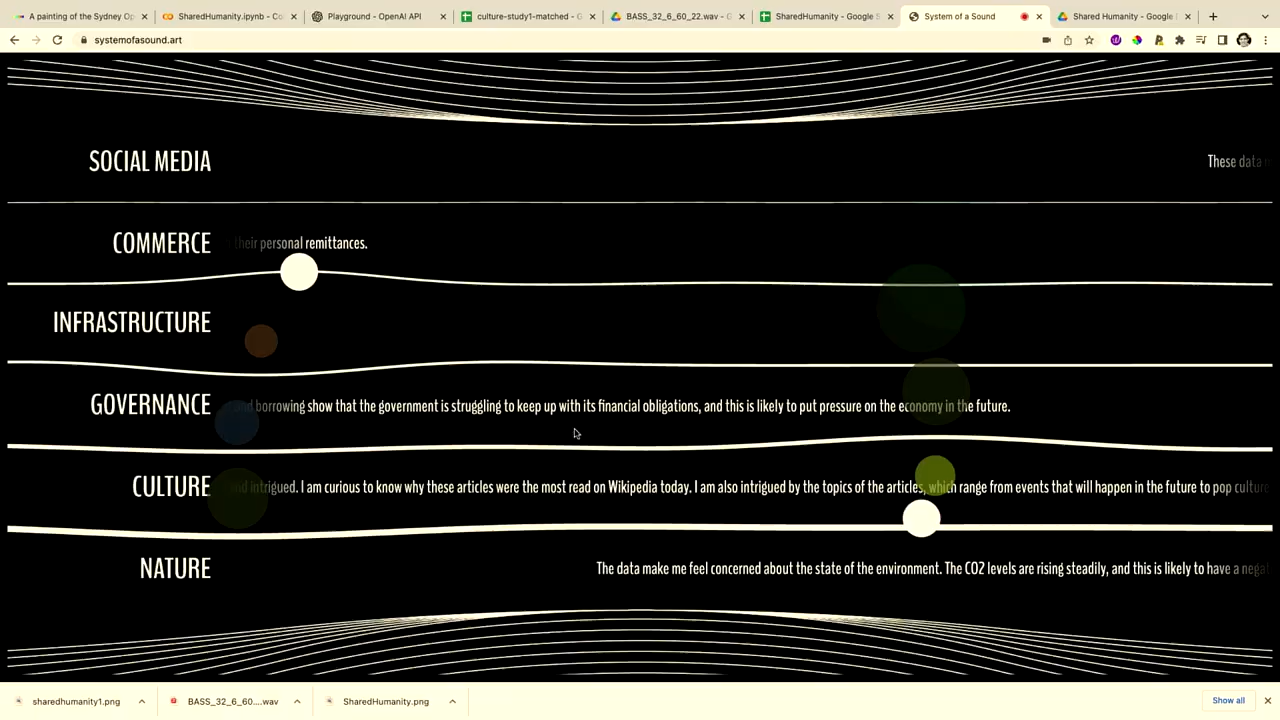 A painting of the Sydney Op
SharedHumanity.ipynb - Co
Playground - OpenAI API
culture-study1-matched - G
BASS_32_6_60_22.wav - G
SharedHumanity - Google S
System of a Sound
Shared Humanity - Google
systemofasound.art
SOCIAL MEDIA
These data
COMMERCE
their personal remittances.
INFRASTRUCTURE
GOVERNANCE
borrowing show that the government is struggling to keep up with its financial obligations, and this is likely to put pressure on the economy in the future.
CULTURE
and intrigued. I am curious to know why these articles were the most read on Wikipedia today. I am also intrigued by the topics of the articles, which range from events that will happen in the future to pop culture
NATURE
The data make me feel concerned about the state of the environment. The CO2 levels are rising steadily, and this is likely to have a negat
sharedhumanity1.png
BASS_32_6_60....wav
SharedHumanity.png
Show all